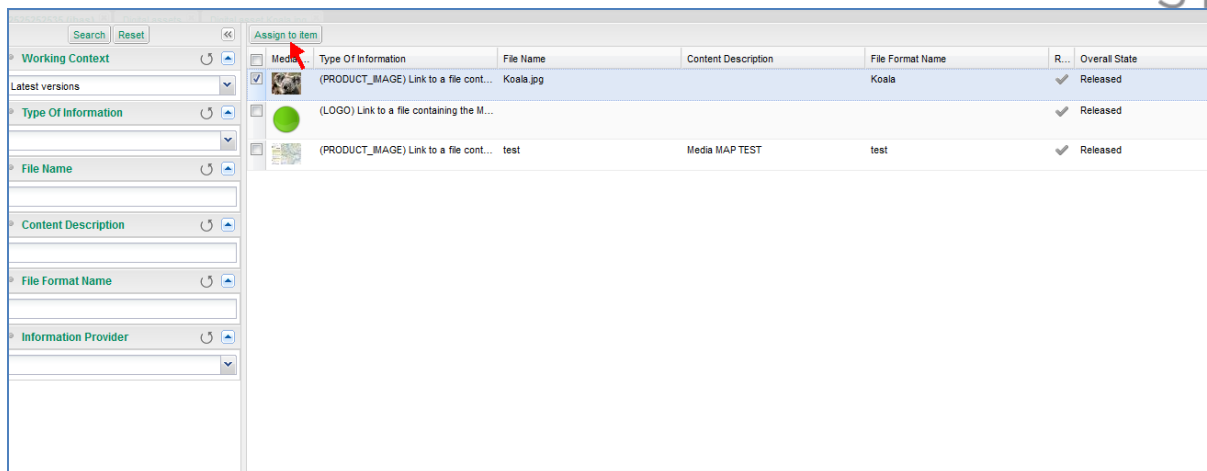 Search Reset
Assign to item
Working Context
Latest versions
Type Of Information
File Name
Content Description
File Format Name
Information Provider
Media ... Type Of Information File Name Content Description File Format Name R... Overall State
(PRODUCT_IMAGE) Link to a file cont... Koala.jpg Koala Released
(LOGO) Link to a file containing the M... Released
(PRODUCT_IMAGE) Link to a file cont... test Media MAP TEST test Released